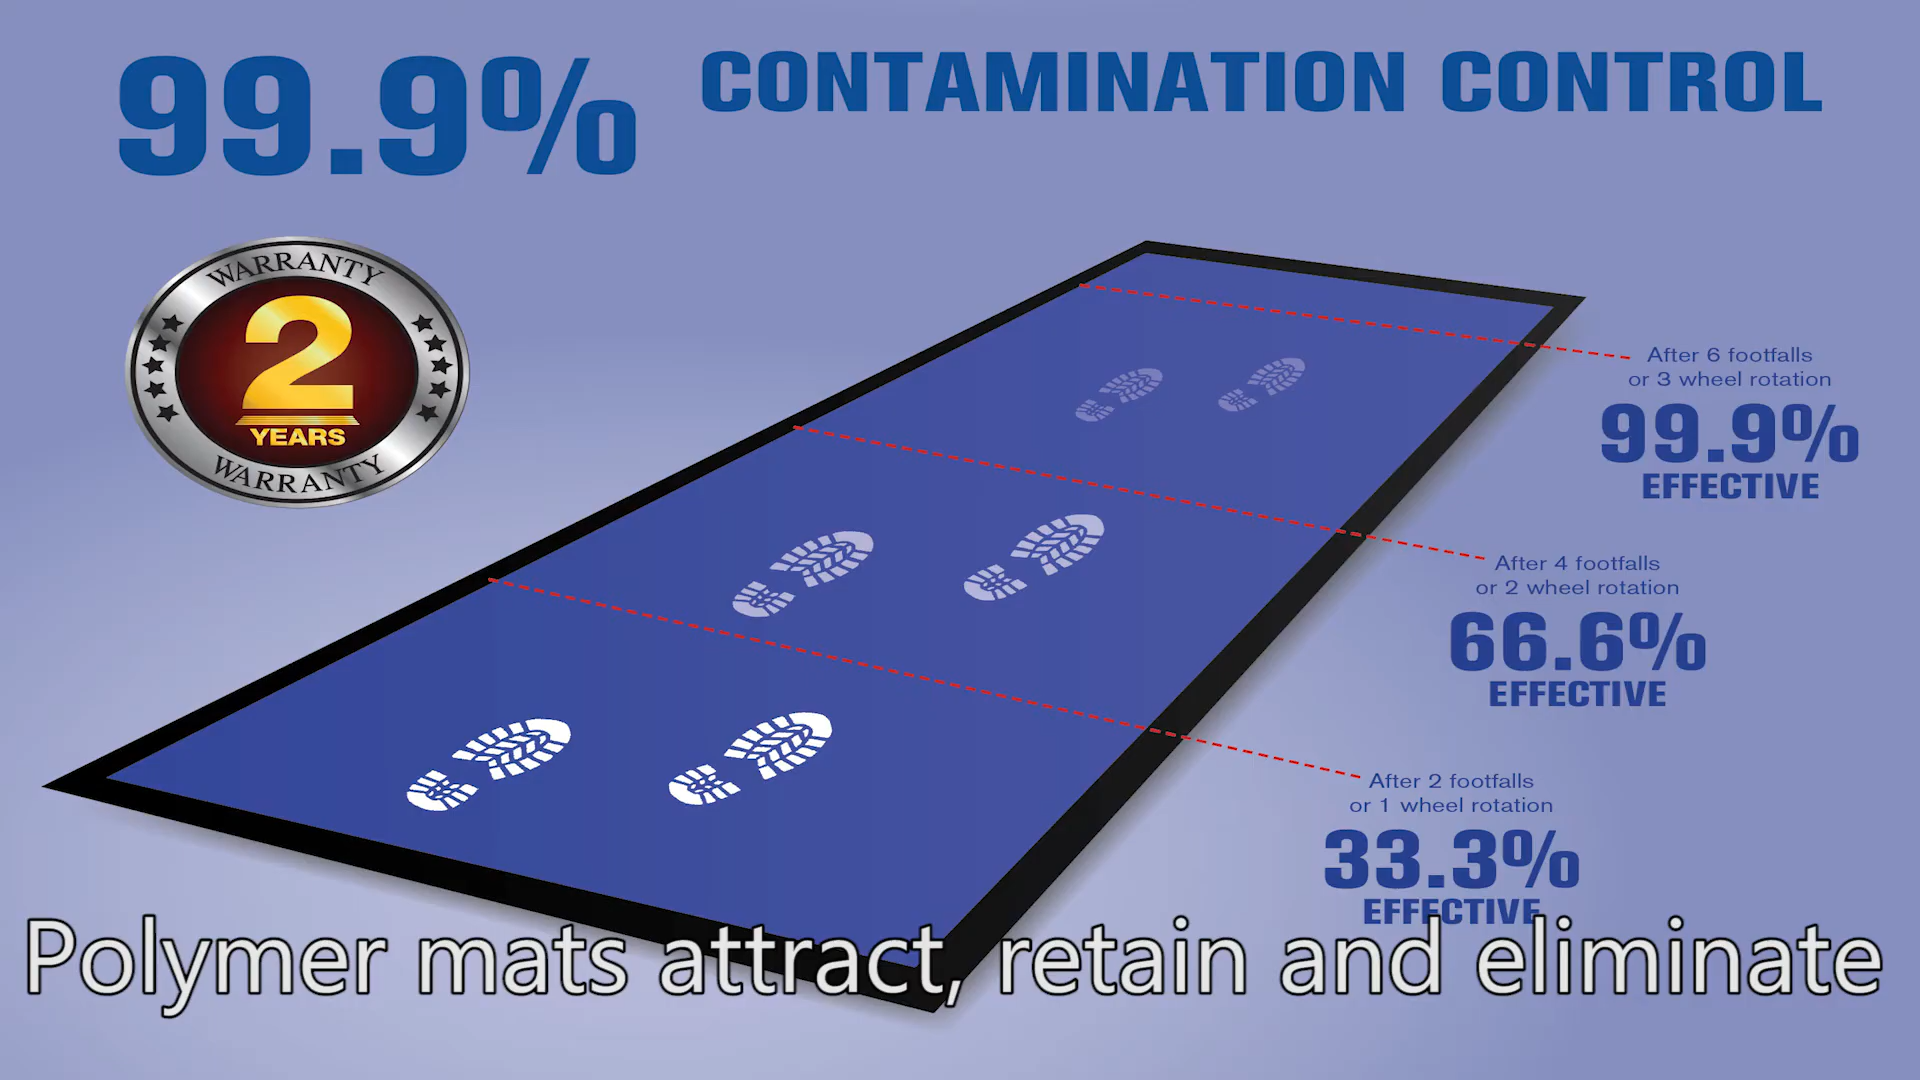 99.9%
CONTAMINATION CONTROL
WARRANTY
2
YEARS
WARRANTY
After 6 footfalls
or 3 wheel rotation
99.9%
EFFECTIVE
After 4 footfalls
or 2 wheel rotation
66.6%
EFFECTIVE
After 2 footfalls
or 1 wheel rotation
33.3%
EFFECTIVE
Polymer mats attract, retain and eliminate